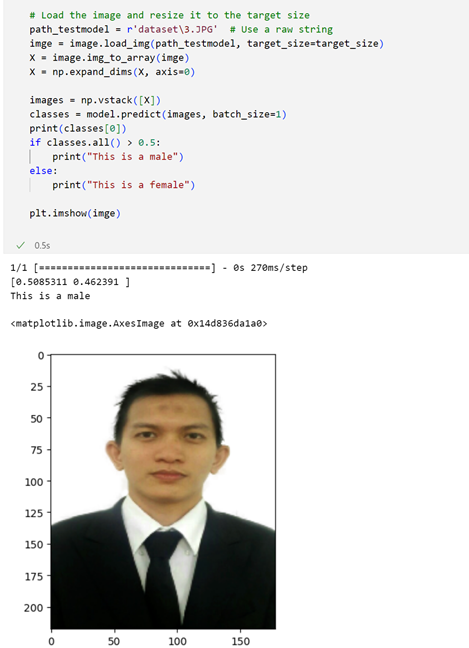 # Load the image and resize it to the target size
path_testmodel = r'dataset\3.JPG'  # Use a raw string
imge = image.load_img(path_testmodel, target_size=target_size)
X = image.img_to_array(imge)
X = np.expand_dims(X, axis=0)
images = np.vstack([X])
classes = model.predict(images, batch_size=1)
print(classes[0])
if classes.all() > 0.5:
    print("This is a male")
else:
    print("This is a female")
plt.imshow(imge)
✓ 0.5s
1/1 [==============================] - 0s 270ms/step
[0.5085311 0.462391 ]
This is a male
<matplotlib.image.AxesImage at 0x14d836da1a0>
0
25
50
75
100
125
150
175
200
0 50 100 150